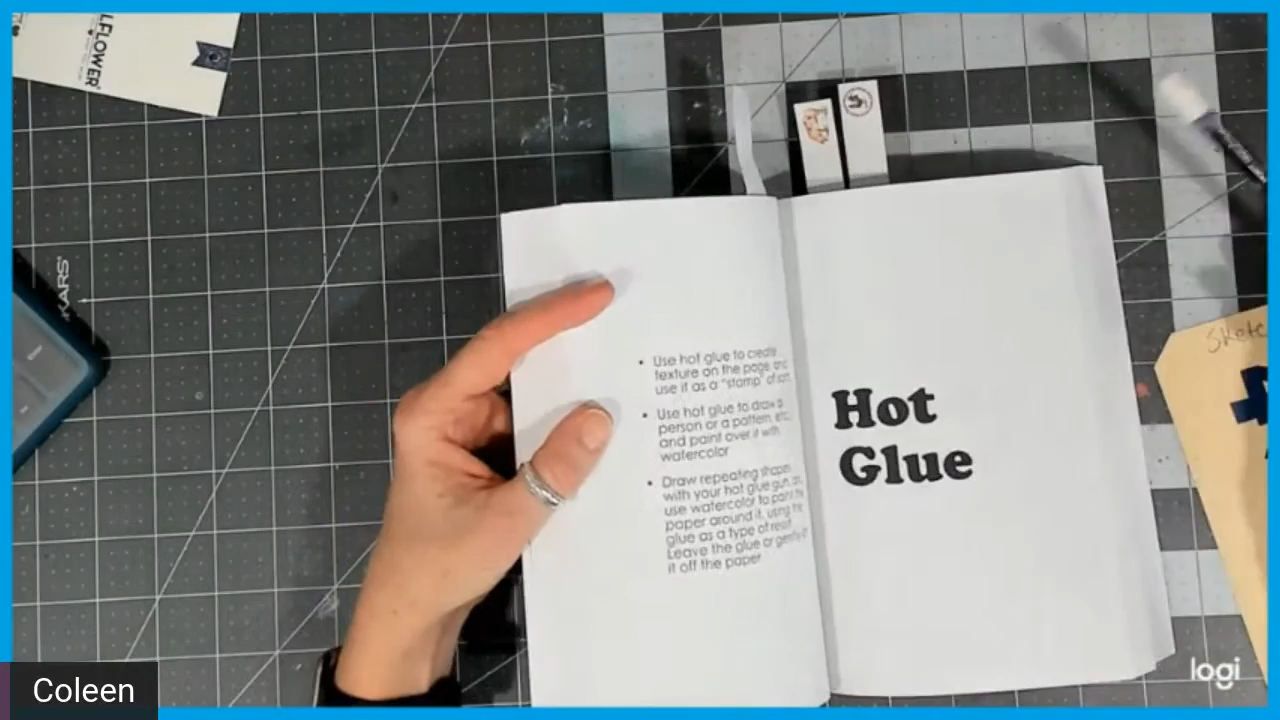 LFLOWER
KARS
• Use hot glue to create
texture on the page and
use it as a "stamp" of sort
• Use hot glue to draw a
person or a pattern, etc.
and paint over it with
watercolor
• Draw repeating shapes
with your hot glue gun,
use watercolor to paint the
paper around it, using the
glue as a type of resist.
Leave the glue or gently
it off the paper
Hot
Glue
Sketc
Coleen
logi